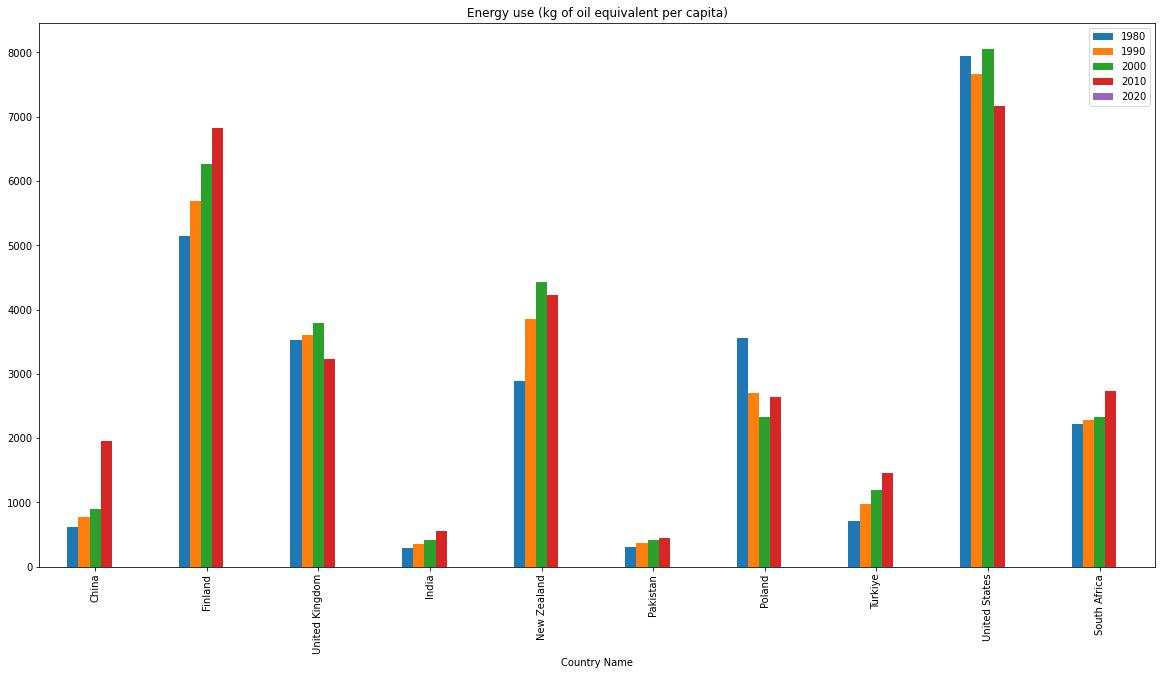 Energy use (kg of oil equivalent per capita)
1980
1990
2000
2010
2020
8000
7000
6000
5000
4000
3000
2000
1000
0
China
Finland
United Kingdom
India
New Zealand
Pakistan
Poland
Turkiye
United States
South Africa
Country Name